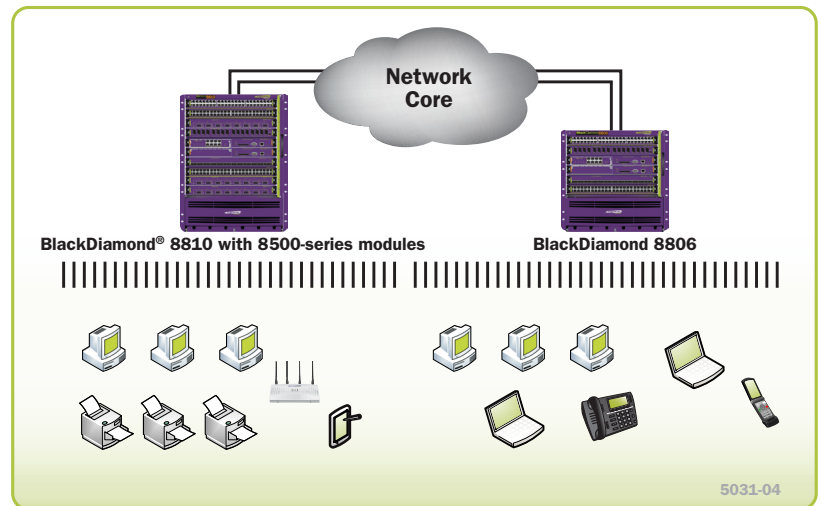 Network
Core
BlackDiamond® 8810 with 8500-series modules
BlackDiamond 8806
5031-04